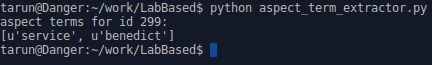 tarun@Danger:~/work/LabBased$ python aspect_term_extractor.py
aspect terms for id 299:
[u'service', u'benedict']
tarun@Danger:~/work/LabBased$